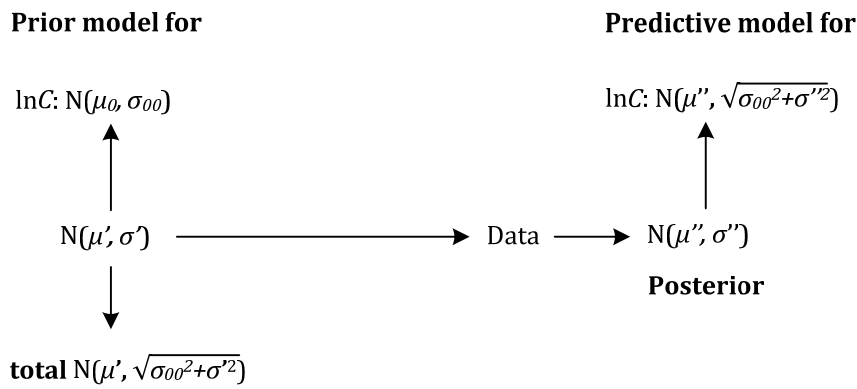 Prior model for
Predictive model for
lnC: N(μ₀, σ₀₀)
lnC: N(μ’’, √σ₀₀²+σ’’²)
N(μ’, σ’)
Data
N(μ’’, σ’’)
Posterior
total N(μ’, √σ₀₀²+σ’²)